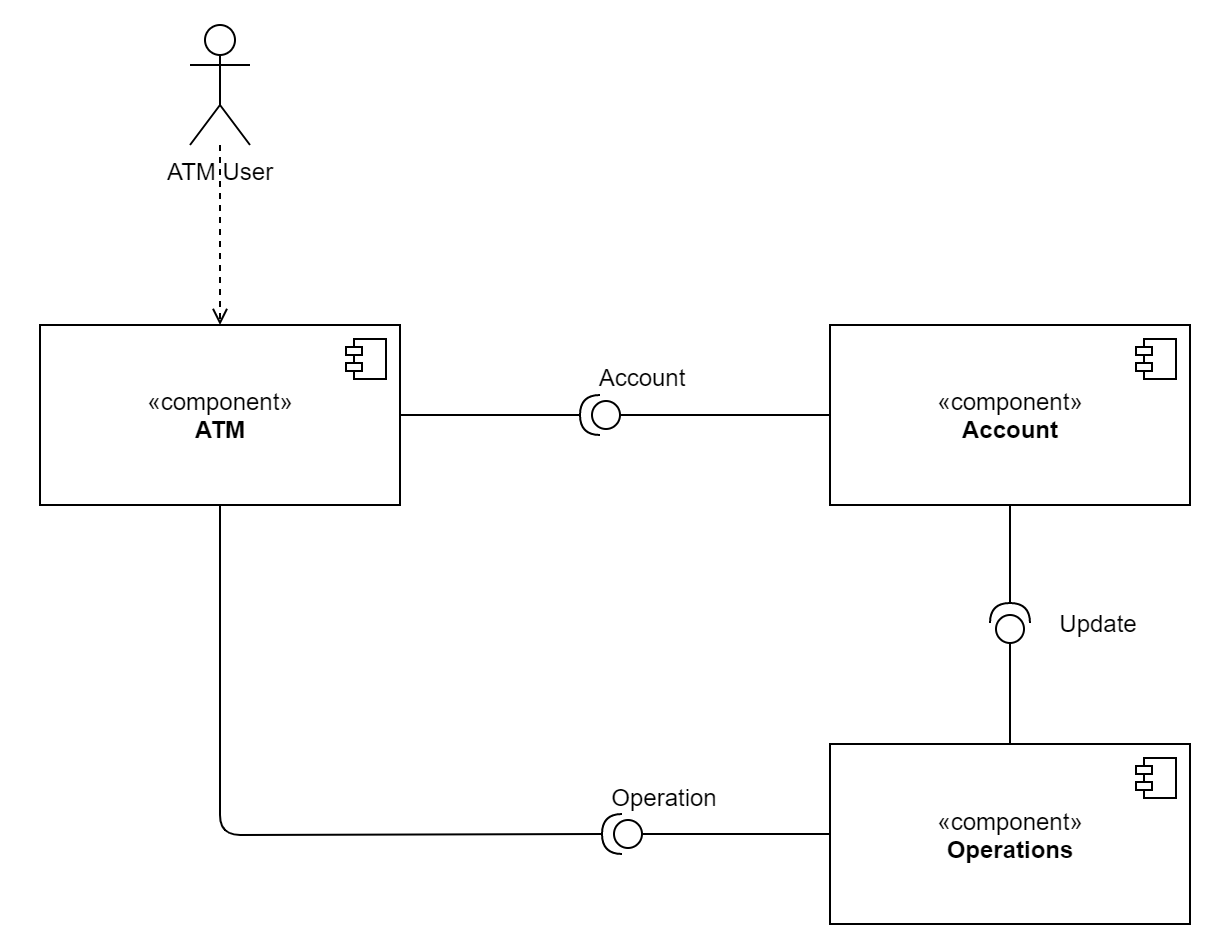 ATM User
Account
«component»
ATM
«component»
Account
Update
Operation
«component»
Operations